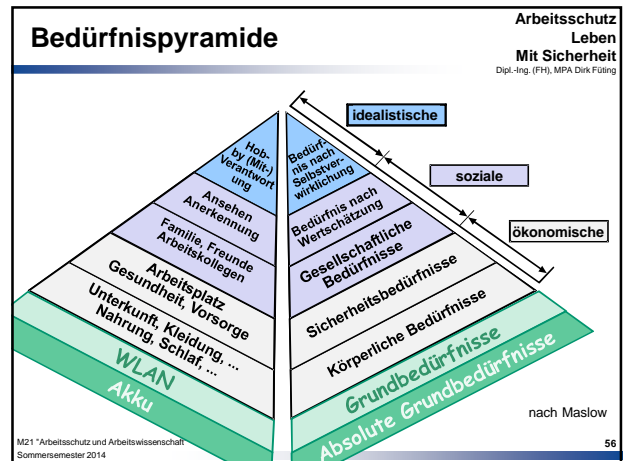 Bedürfnispyramide
Arbeitsschutz
Leben
Mit Sicherheit
Dipl.-Ing. (FH), MPA Dirk Füting
idealistische
soziale
ökonomische
Hob-
by (Mit-)
Verantwort
ung
Bedürf-
nis nach
Selbstver-
wirklichung
Ansehen
Anerkennung
Bedürfnis nach
Wertschätzung
Familie, Freunde
Arbeitskollegen
Gesellschaftliche
Bedürfnisse
Arbeitsplatz
Gesundheit, Vorsorge
Sicherheitsbedürfnisse
Unterkunft, Kleidung, ...
Nahrung, Schlaf, ...
Körperliche Bedürfnisse
WLAN
Grundbedürfnisse
Akku
Absolute Grundbedürfnisse
nach Maslow
M21 "Arbeitsschutz und Arbeitswissenschaft
Sommersemester 2014
56